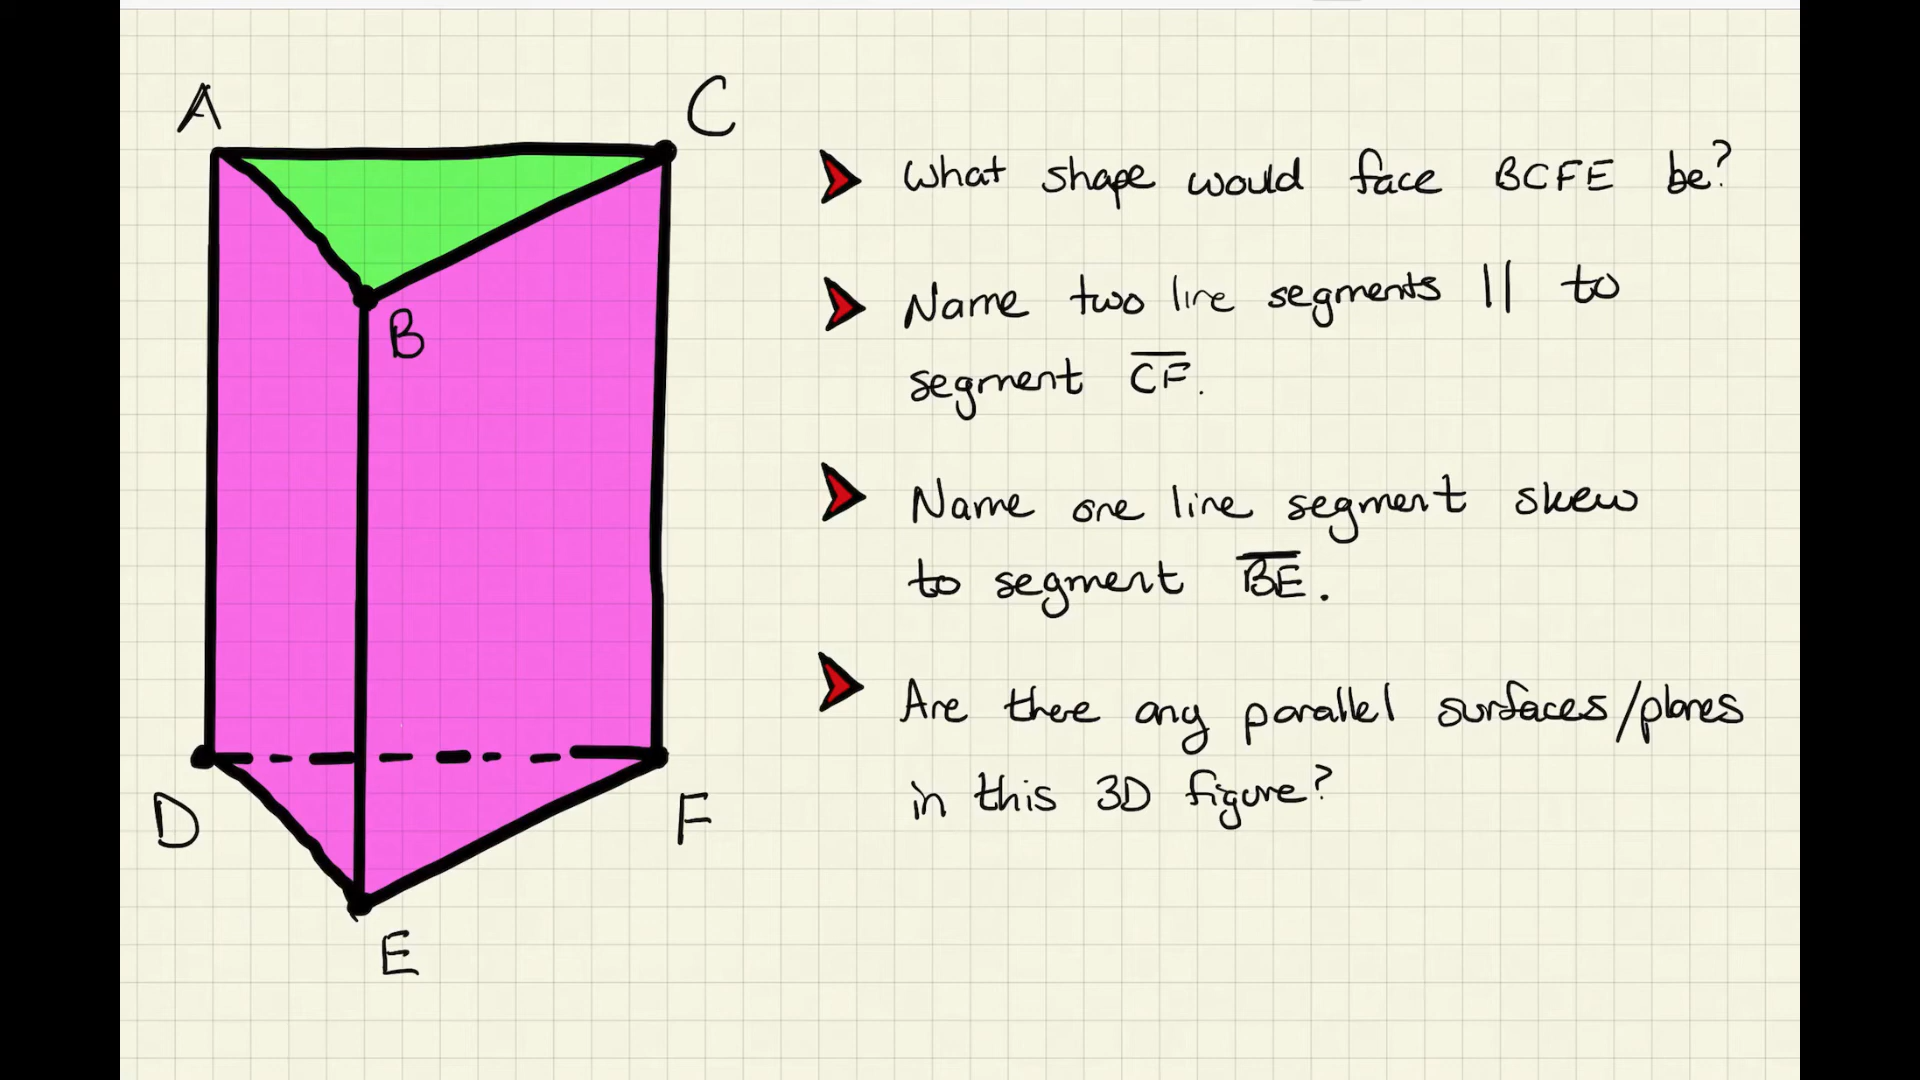 A
C
B
D
F
E
What shape would face BCFE be?
Name two line segments || to
segment C̅F̅.
Name one line segment skew
to segment B̅E̅.
Are there any parallel surfaces/planes
in this 3D figure?